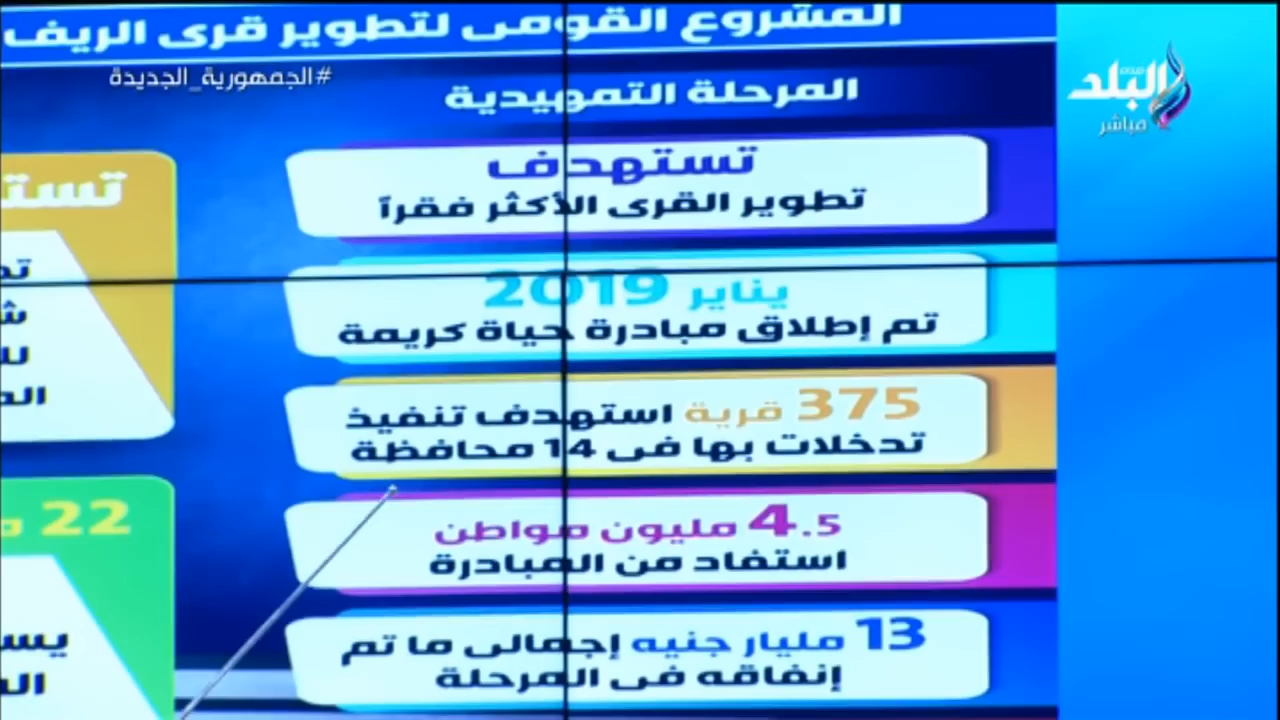 المشروع القومى لتطوير قرى الريف
#الجمهورية_الجديدة
البلد
مباشر
المرحلة التمهيدية
تستهدف
تطوير القرى الأكثر فقراً
يناير 2019
تم إطلاق مبادرة حياة كريمة
375 قرية استهدف تنفيذ
تدخلات بها فى 14 محافظة
4.5 مليون مواطن
استفاد من المبادرة
13 مليار جنيه إجمالى ما تم
إنفاقه فى المرحلة
22